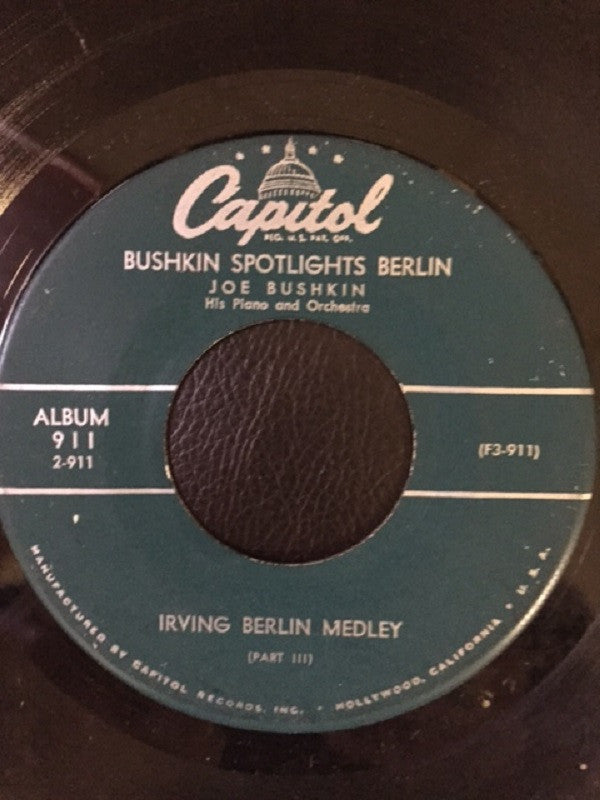 Capitol
REG. U.S. PAT. OFF.
BUSHKIN SPOTLIGHTS BERLIN
JOE BUSHKIN
His Piano and Orchestra
ALBUM
911
2-911
(F3-911)
IRVING BERLIN MEDLEY
(PART III)
MANUFACTURED BY CAPITOL RECORDS, INC. • HOLLYWOOD, CALIFORNIA • U.S.A.